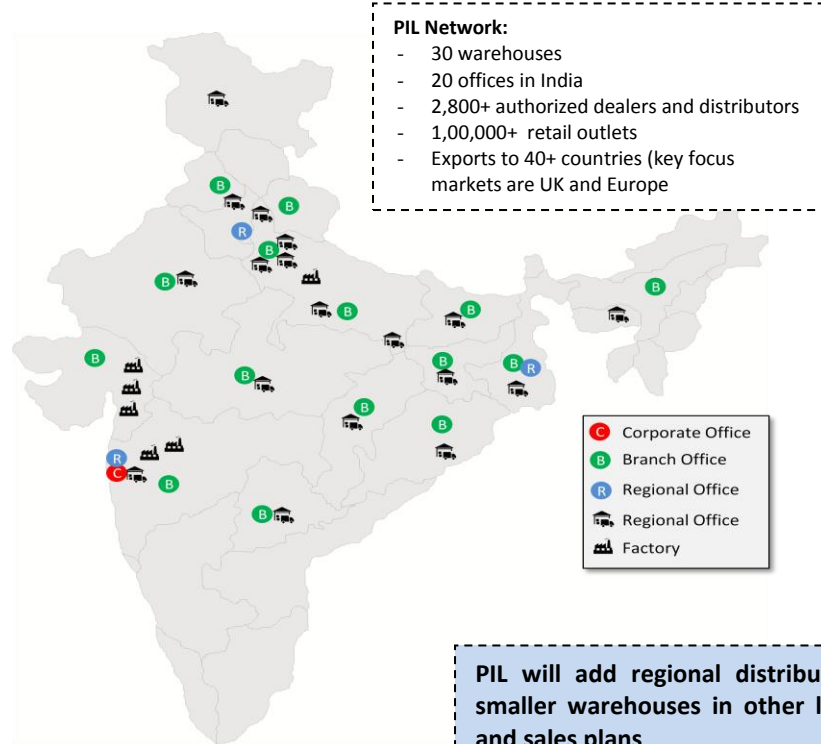 PIL Network:
- 30 warehouses
- 20 offices in India
- 2,800+ authorized dealers and distributors
- 1,00,000+ retail outlets
- Exports to 40+ countries (key focus
markets are UK and Europe
B
B
R
B
B
B
B
B
B
B
B
B
R
B
B
R
C
B
B
C Corporate Office
B Branch Office
R Regional Office
Regional Office
Factory
PIL will add regional distribu
smaller warehouses in other l
and sales plans